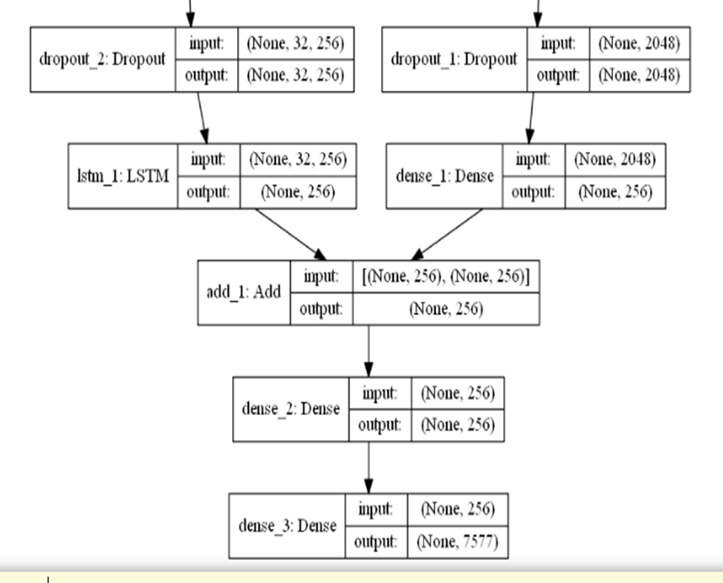 dropout_2: Dropout input: (None, 32, 256)
output: (None, 32, 256)
dropout_1: Dropout input: (None, 2048)
output: (None, 2048)
lstm_1: LSTM input: (None, 32, 256)
output: (None, 256)
dense_1: Dense input: (None, 2048)
output: (None, 256)
add_1: Add input: [(None, 256), (None, 256)]
output: (None, 256)
dense_2: Dense input: (None, 256)
output: (None, 256)
dense_3: Dense input: (None, 256)
output: (None, 7577)